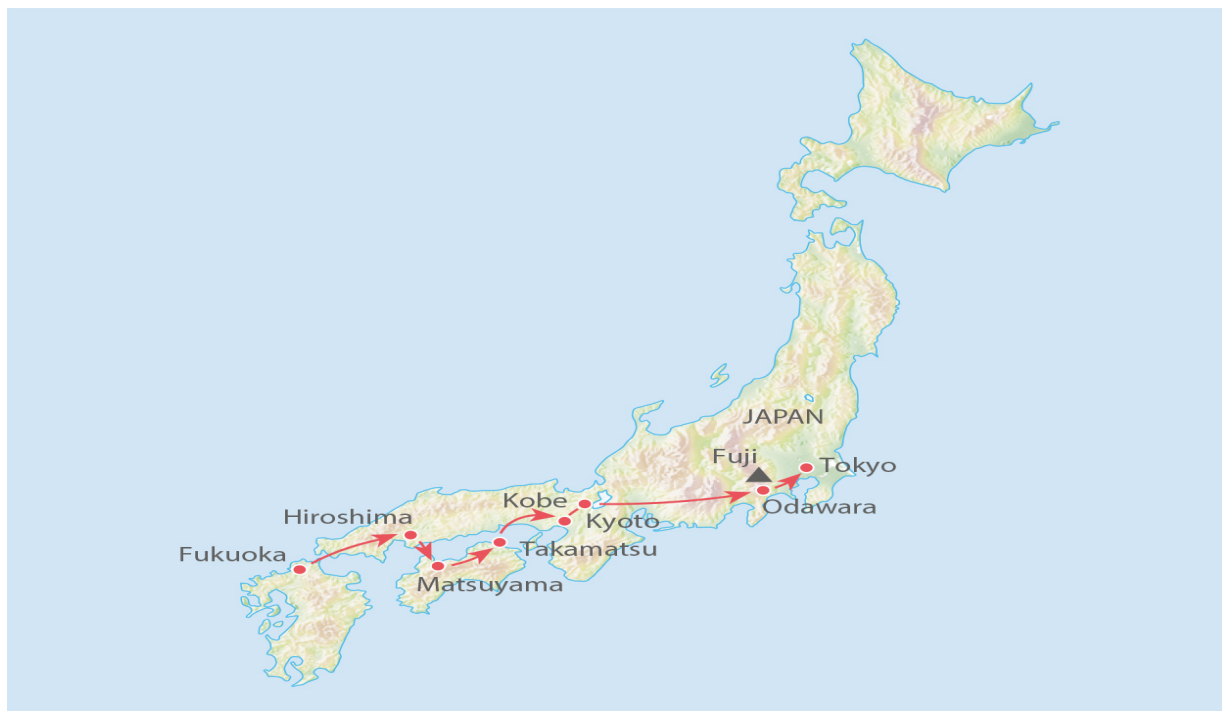 JAPAN
Fuji
Tokyo
Kobe
Odawara
Hiroshima
Kyoto
Fukuoka
Takamatsu
Matsuyama